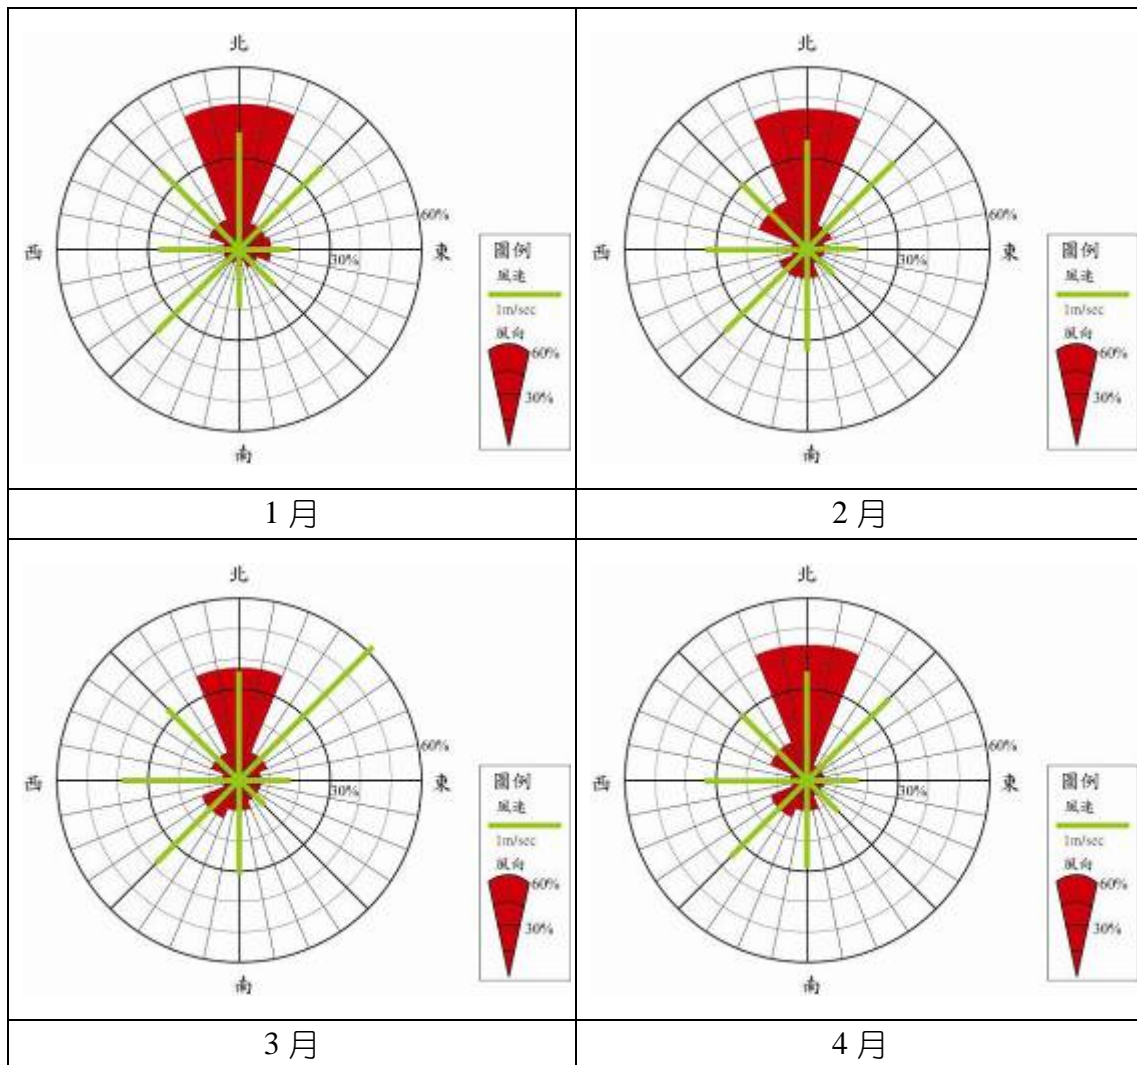 北
西
東
南
60%
30%
圖例
風速
1m/sec
風向
60%
30%
1 月
北
西
東
南
60%
30%
圖例
風速
1m/sec
風向
60%
30%
2 月
北
西
東
南
60%
30%
圖例
風速
1m/sec
風向
60%
30%
3 月
北
西
東
南
60%
30%
圖例
風速
1m/sec
風向
60%
30%
4 月